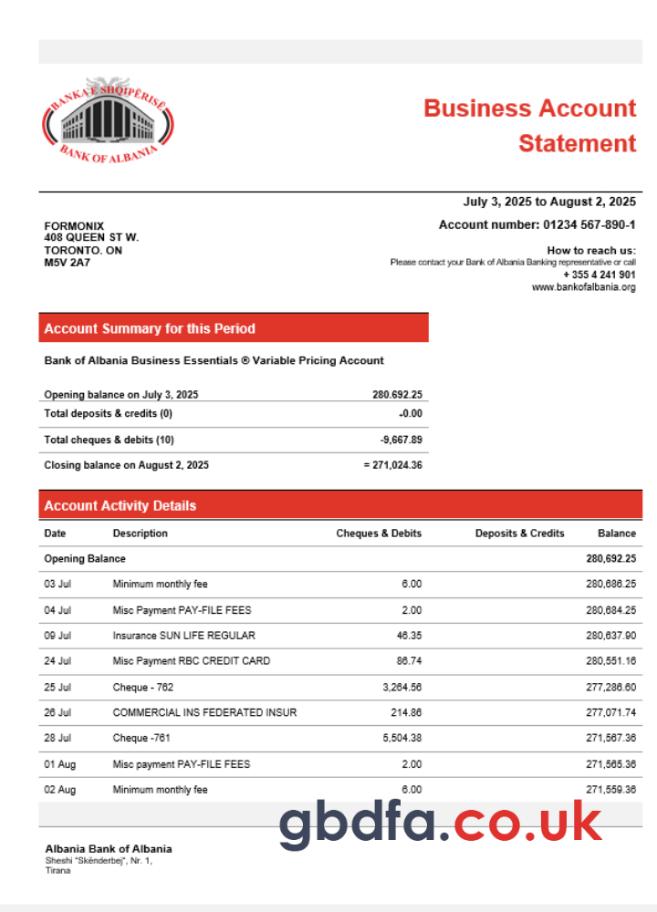 BANKA E SHQIPËRISË
BANK OF ALBANIA
Business Account
Statement
July 3, 2025 to August 2, 2025
Account number: 01234 567-890-1
FORMONIX
408 QUEEN ST W.
TORONTO. ON
M5V 2A7
How to reach us:
Please contact your Bank of Albania Banking representative or call
+ 355 4 241 901
www.bankofalbania.org
Account Summary for this Period
Bank of Albania Business Essentials ® Variable Pricing Account
Opening balance on July 3, 2025 280.692.25
Total deposits & credits (0) -0.00
Total cheques & debits (10) -9,667.89
Closing balance on August 2, 2025 = 271,024.36
Account Activity Details
Date Description Cheques & Debits Deposits & Credits Balance
Opening Balance 280,692.25
03 Jul Minimum monthly fee 6.00 280,686.25
04 Jul Misc Payment PAY-FILE FEES 2.00 280,684.25
09 Jul Insurance SUN LIFE REGULAR 46.35 280,637.90
24 Jul Misc Payment RBC CREDIT CARD 86.74 280,551.16
25 Jul Cheque - 762 3,264.56 277,286.60
26 Jul COMMERCIAL INS FEDERATED INSUR 214.86 277,071.74
28 Jul Cheque -761 5,504.38 271,567.36
01 Aug Misc payment PAY-FILE FEES 2.00 271,565.36
02 Aug Minimum monthly fee 6.00 271,559.36
gbdfa.co.uk
Albania Bank of Albania
Sheshi "Skënderbej", Nr. 1,
Tirana